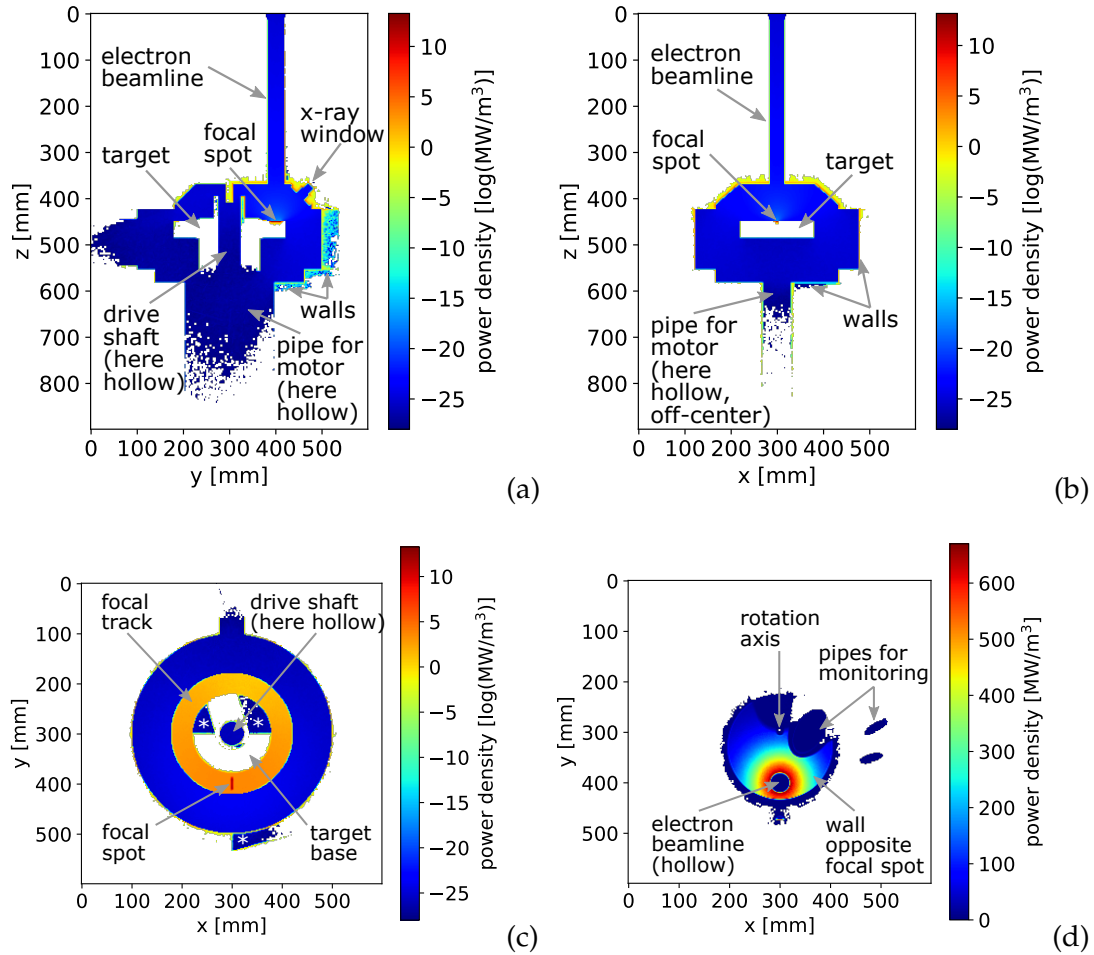 0
100
200
300
400
500
600
700
800
z [mm]
0 100 200 300 400 500
y [mm]
electron
beamline
x-ray
window
focal
spot
target
drive
shaft
(here
hollow)
walls
pipe for
motor
(here
hollow)
10
5
0
−5
−10
−15
−20
−25
power density [log(MW/m³)]
(a)
0
100
200
300
400
500
600
700
800
z [mm]
0 100 200 300 400 500
x [mm]
electron
beamline
focal
spot
target
pipe for
motor
(here
hollow,
off-center)
walls
10
5
0
−5
−10
−15
−20
−25
power density [log(MW/m³)]
(b)
0
100
200
300
400
500
y [mm]
0 100 200 300 400 500
x [mm]
focal
track
drive shaft
(here hollow)
* *
*
focal
spot
target
base
10
5
0
−5
−10
−15
−20
−25
power density [log(MW/m³)]
(c)
0
100
200
300
400
500
y [mm]
0 100 200 300 400 500
x [mm]
rotation
axis
pipes for
monitoring
electron
beamline
(hollow)
wall
opposite
focal spot
600
500
400
300
200
100
0
power density [MW/m³]
(d)